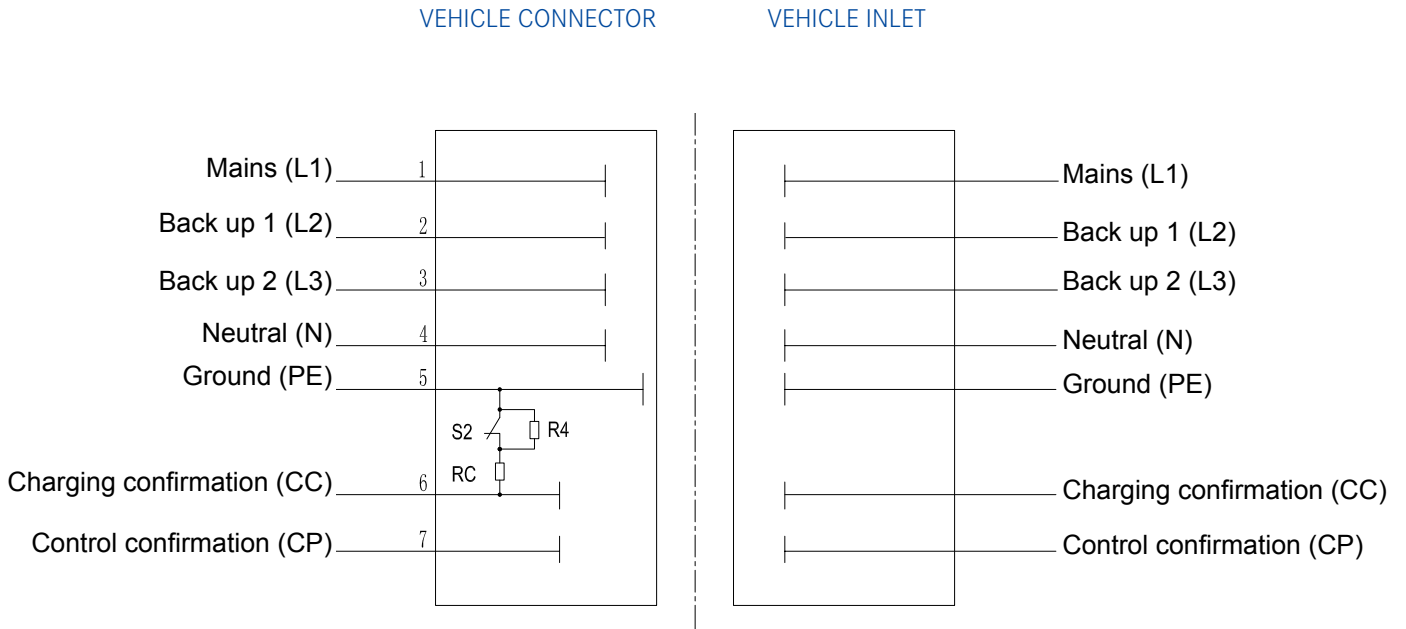 VEHICLE CONNECTOR VEHICLE INLET
Mains (L1) 1 Mains (L1)
Back up 1 (L2) 2 Back up 1 (L2)
Back up 2 (L3) 3 Back up 2 (L3)
Neutral (N) 4 Neutral (N)
Ground (PE) 5 Ground (PE)
S2 R4
RC
Charging confirmation (CC) 6 Charging confirmation (CC)
Control confirmation (CP) 7 Control confirmation (CP)